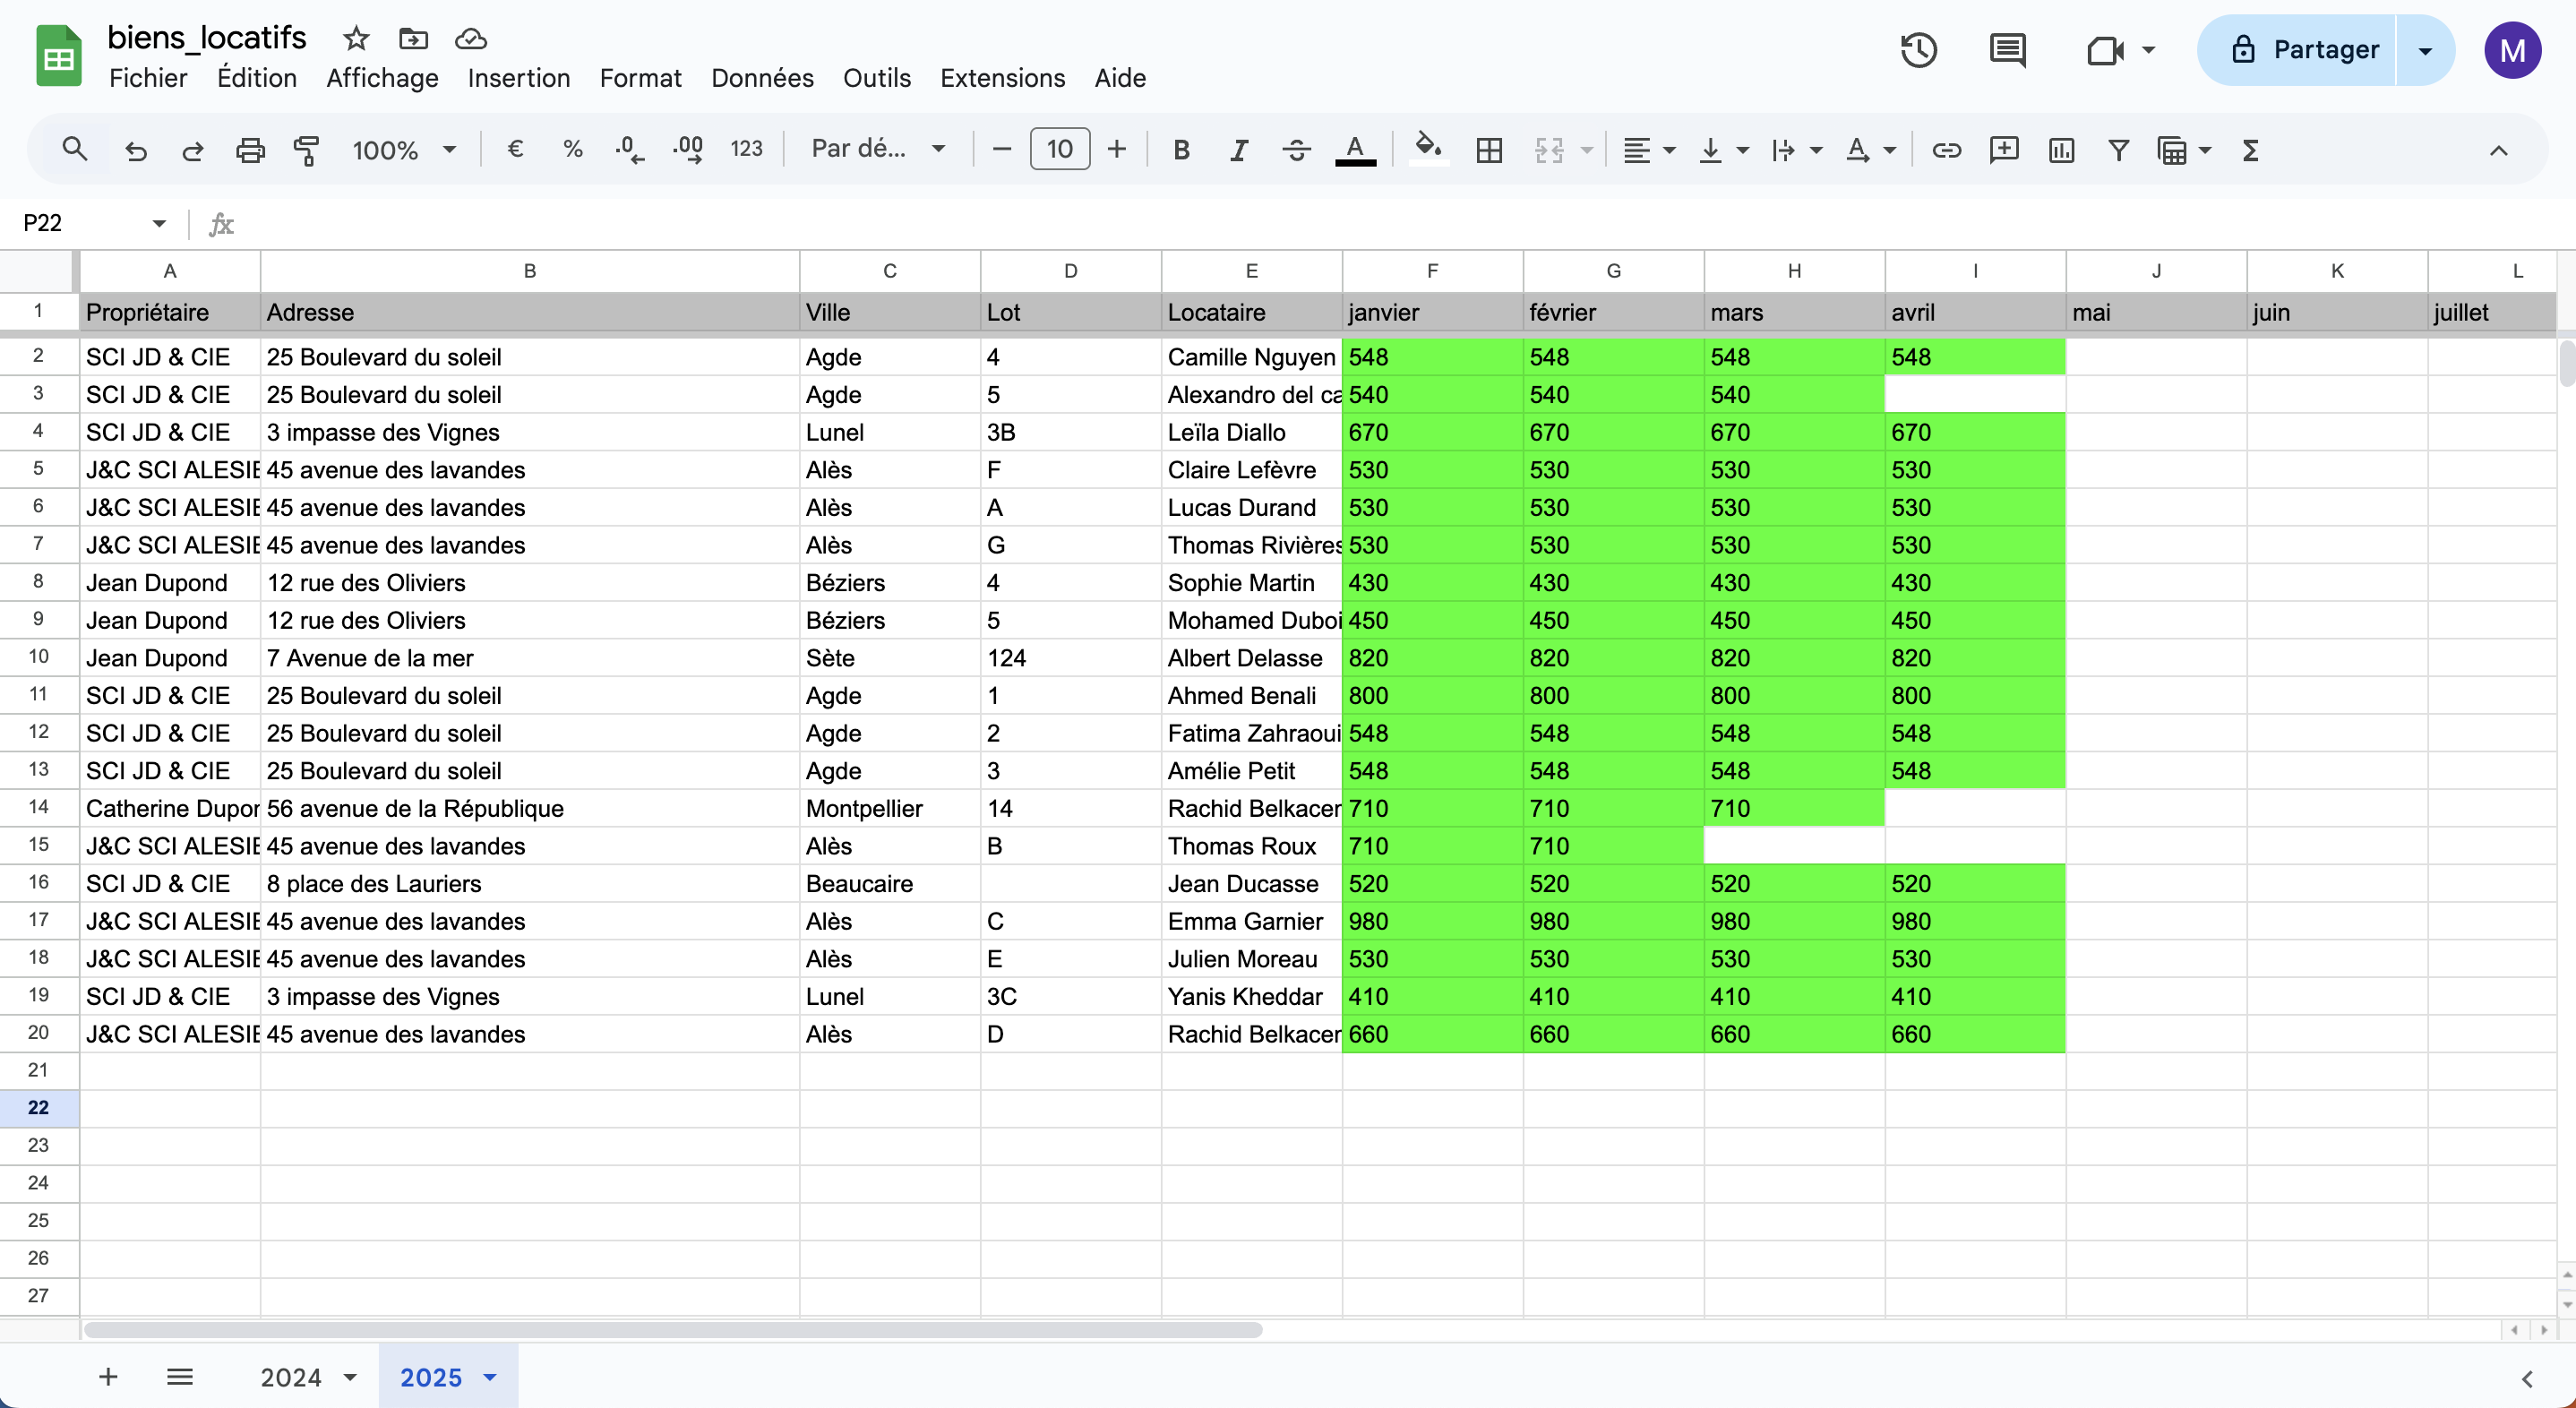 biens_locatifs
Fichier Édition Affichage Insertion Format Données Outils Extensions Aide
Partager
M
100% € % .0 .00 123 Par dé... 10 B I S A A Σ
P22 fx
A B C D E F G H I J K L
1 Propriétaire Adresse Ville Lot Locataire janvier février mars avril mai juin juillet
2 SCI JD & CIE 25 Boulevard du soleil Agde 4 Camille Nguyen 548 548 548 548
3 SCI JD & CIE 25 Boulevard du soleil Agde 5 Alexandro del ca 540 540 540
4 SCI JD & CIE 3 impasse des Vignes Lunel 3B Leïla Diallo 670 670 670 670
5 J&C SCI ALESIE 45 avenue des lavandes Alès F Claire Lefèvre 530 530 530 530
6 J&C SCI ALESIE 45 avenue des lavandes Alès A Lucas Durand 530 530 530 530
7 J&C SCI ALESIE 45 avenue des lavandes Alès G Thomas Rivières 530 530 530 530
8 Jean Dupond 12 rue des Oliviers Béziers 4 Sophie Martin 430 430 430 430
9 Jean Dupond 12 rue des Oliviers Béziers 5 Mohamed Duboi 450 450 450 450
10 Jean Dupond 7 Avenue de la mer Sète 124 Albert Delasse 820 820 820 820
11 SCI JD & CIE 25 Boulevard du soleil Agde 1 Ahmed Benali 800 800 800 800
12 SCI JD & CIE 25 Boulevard du soleil Agde 2 Fatima Zahraoui 548 548 548 548
13 SCI JD & CIE 25 Boulevard du soleil Agde 3 Amélie Petit 548 548 548 548
14 Catherine Dupon 56 avenue de la République Montpellier 14 Rachid Belkacem 710 710 710
15 J&C SCI ALESIE 45 avenue des lavandes Alès B Thomas Roux 710 710
16 SCI JD & CIE 8 place des Lauriers Beaucaire Jean Ducasse 520 520 520 520
17 J&C SCI ALESIE 45 avenue des lavandes Alès C Emma Garnier 980 980 980 980
18 J&C SCI ALESIE 45 avenue des lavandes Alès E Julien Moreau 530 530 530 530
19 SCI JD & CIE 3 impasse des Vignes Lunel 3C Yanis Kheddar 410 410 410 410
20 J&C SCI ALESIE 45 avenue des lavandes Alès D Rachid Belkacem 660 660 660 660
21
22
23
24
25
26
27
2024 2025